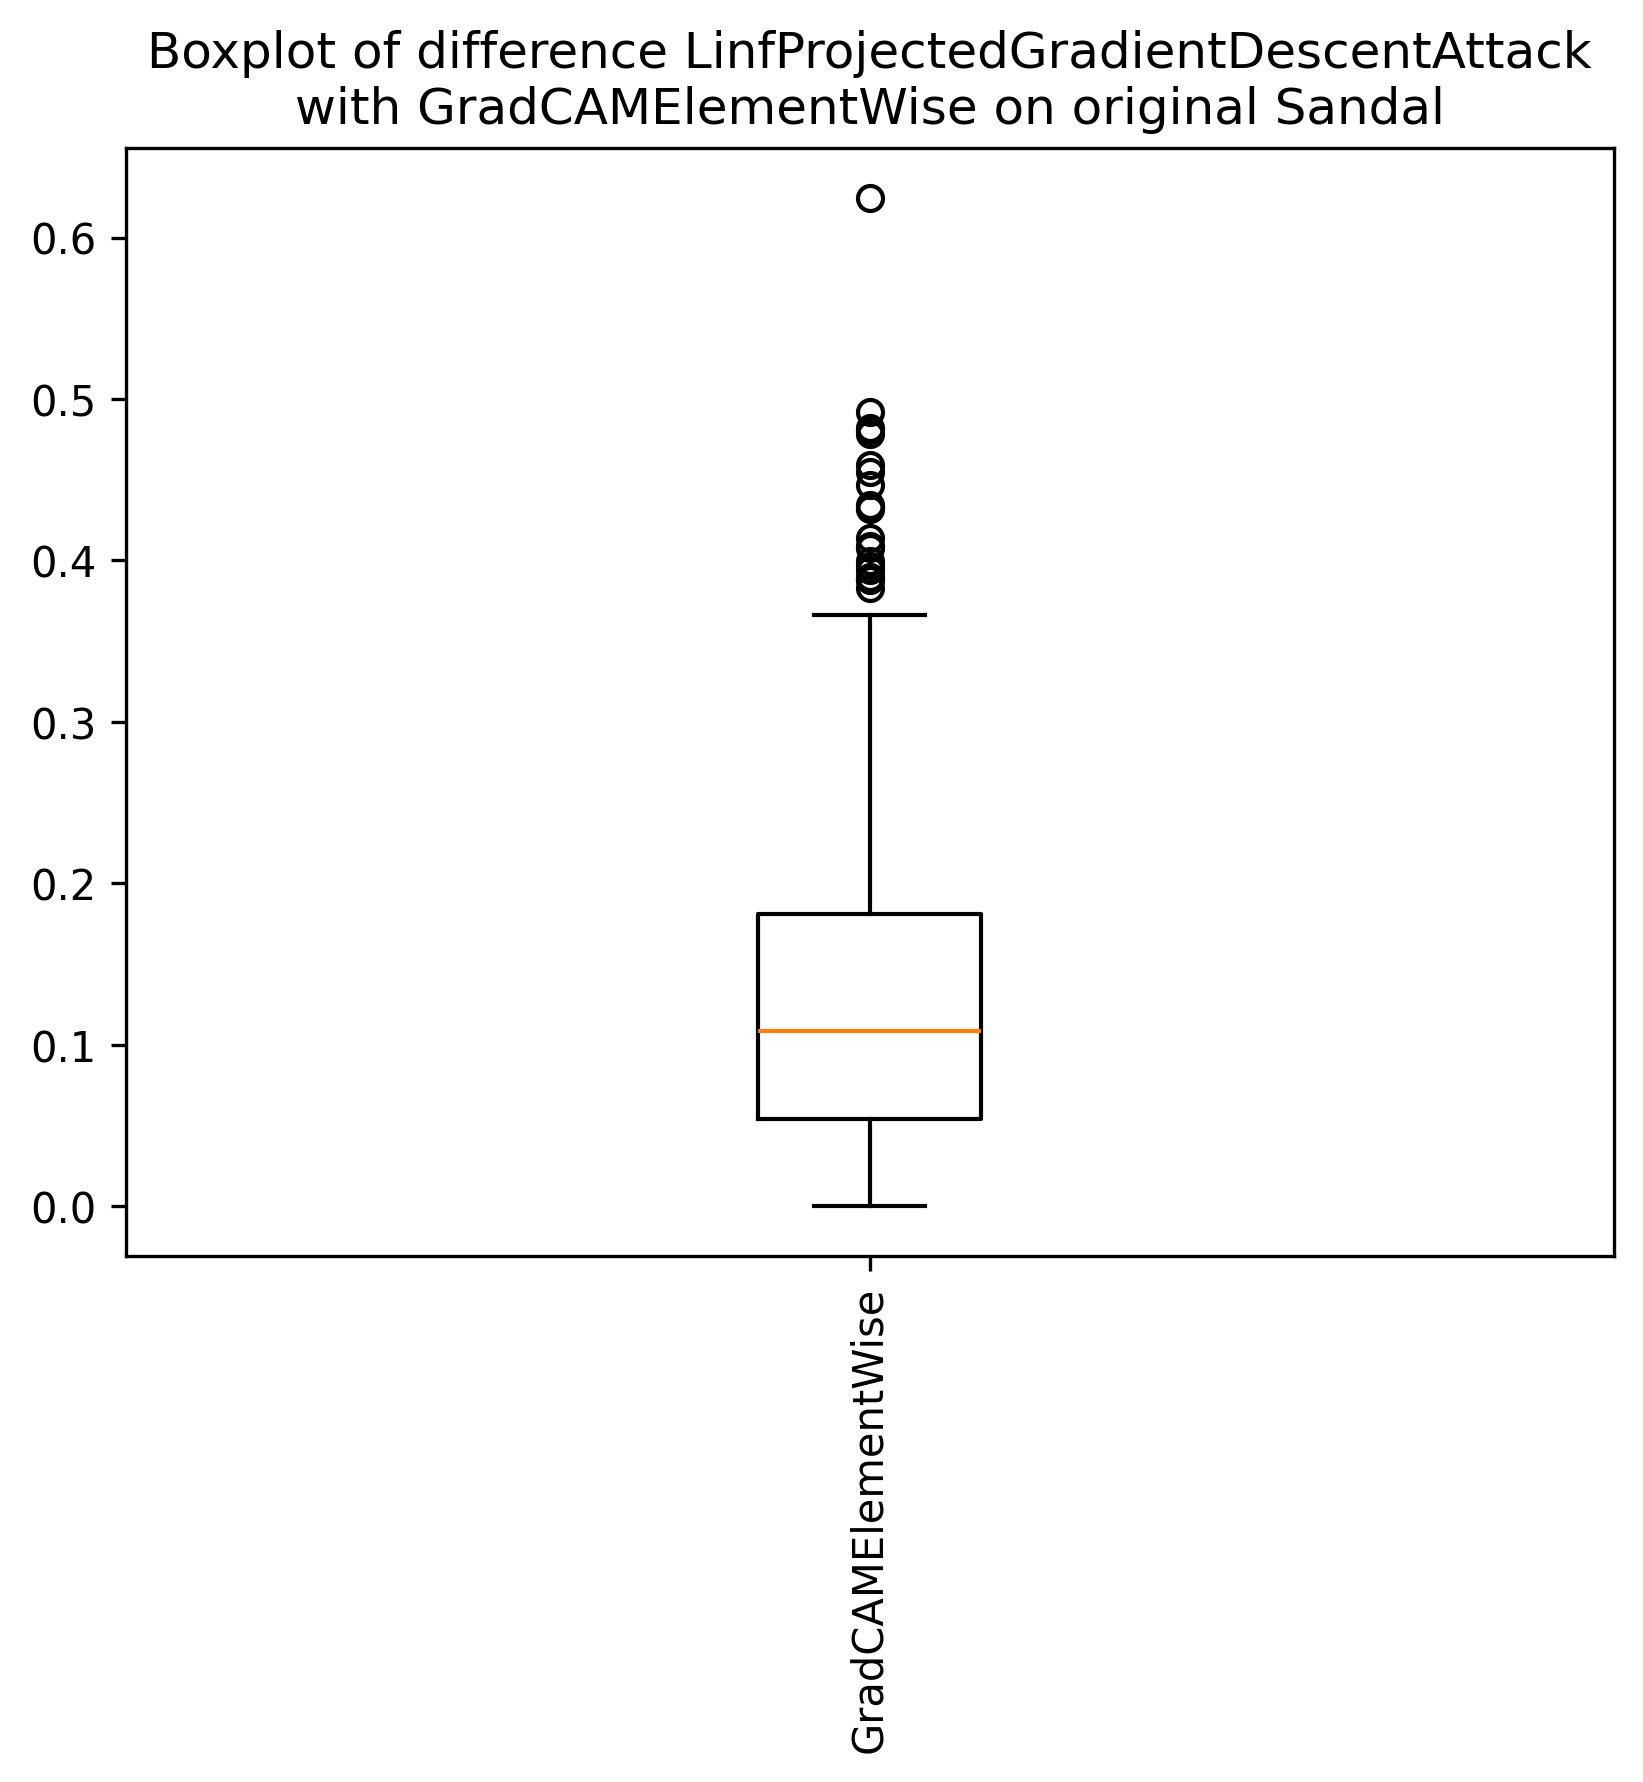 Boxplot of difference LinfProjectedGradientDescentAttack
with GradCAMElementWise on original Sandal
0.6
0.5
0.4
0.3
0.2
0.1
0.0
GradCAMElementWise